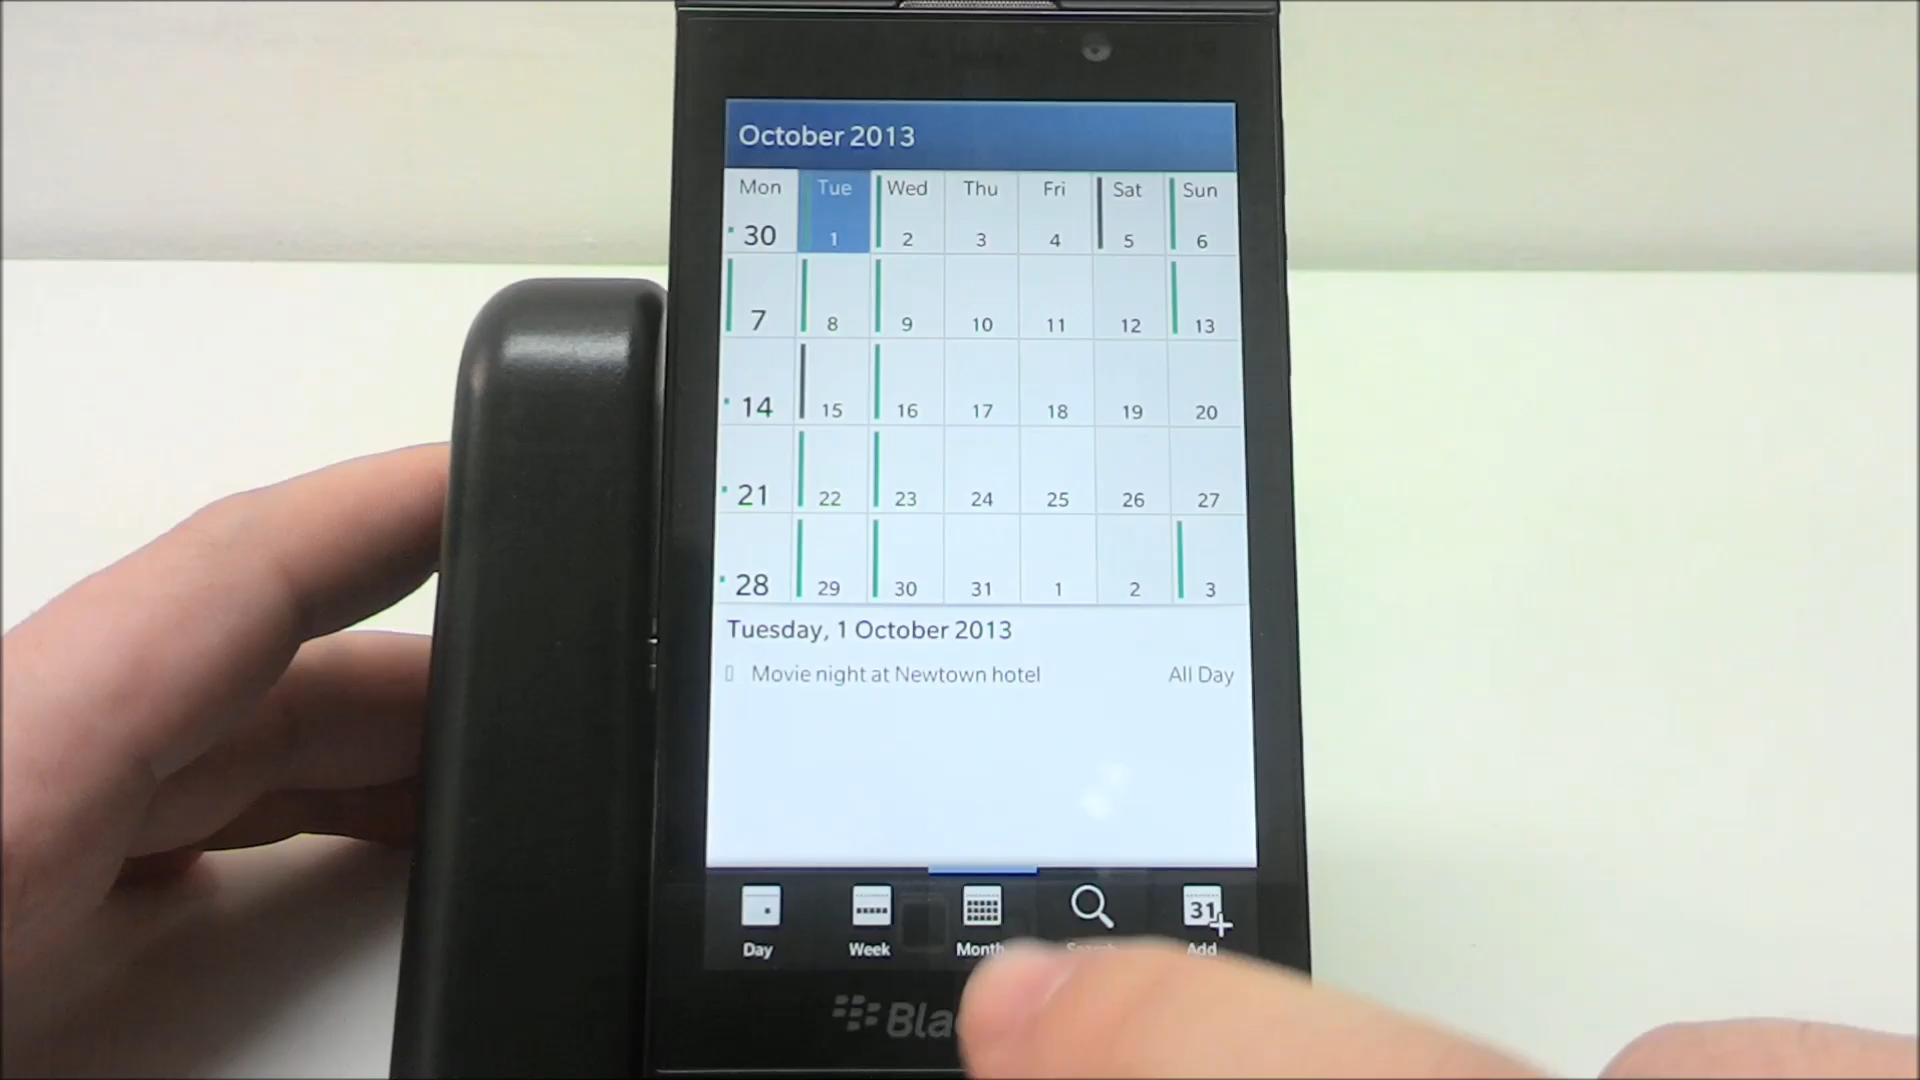 October 2013
Mon Tue Wed Thu Fri Sat Sun
30 1 2 3 4 5 6
7 8 9 10 11 12 13
14 15 16 17 18 19 20
21 22 23 24 25 26 27
28 29 30 31 1 2 3
Tuesday, 1 October 2013
Movie night at Newtown hotel All Day
31
Day Week Month Search Add
Bla